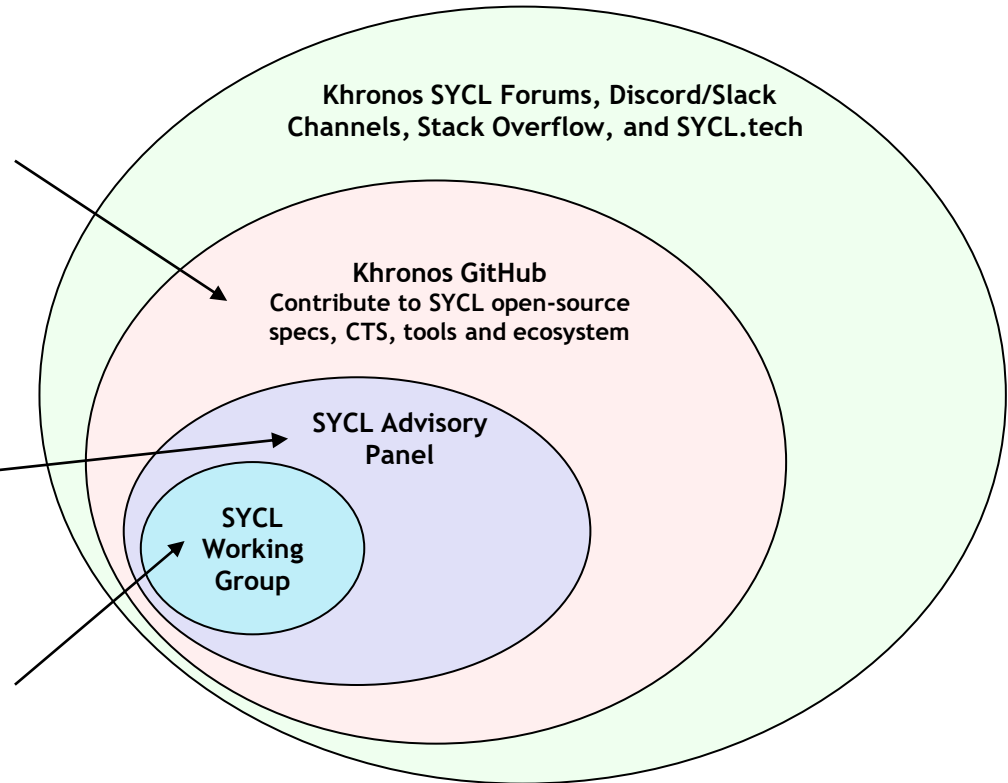 Khronos SYCL Forums, Discord/Slack
Channels, Stack Overflow, and SYCL.tech
Khronos GitHub
Contribute to SYCL open-source
specs, CTS, tools and ecosystem
SYCL Advisory
Panel
SYCL
Working
Group